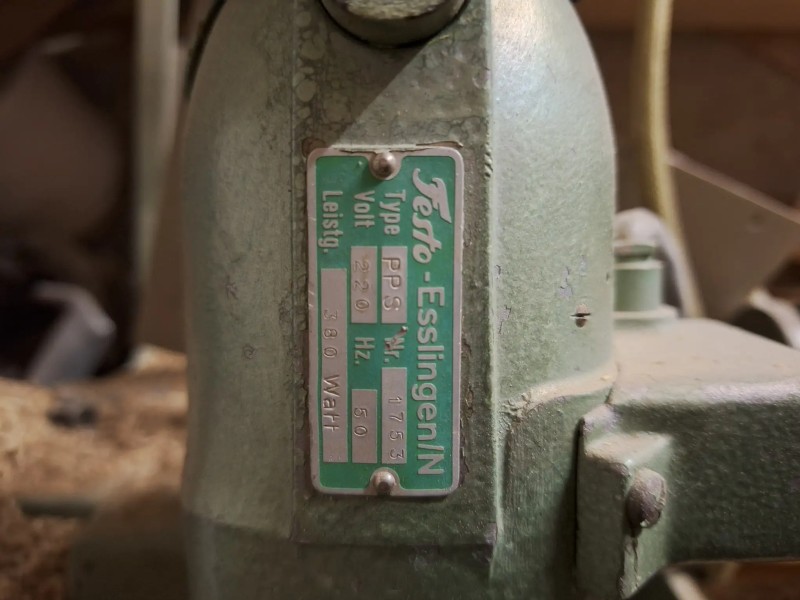 Festo-Esslingen/N
Type PPS Nr. 1753
Volt 220 Hz. 50
Leistg. 380 Watt